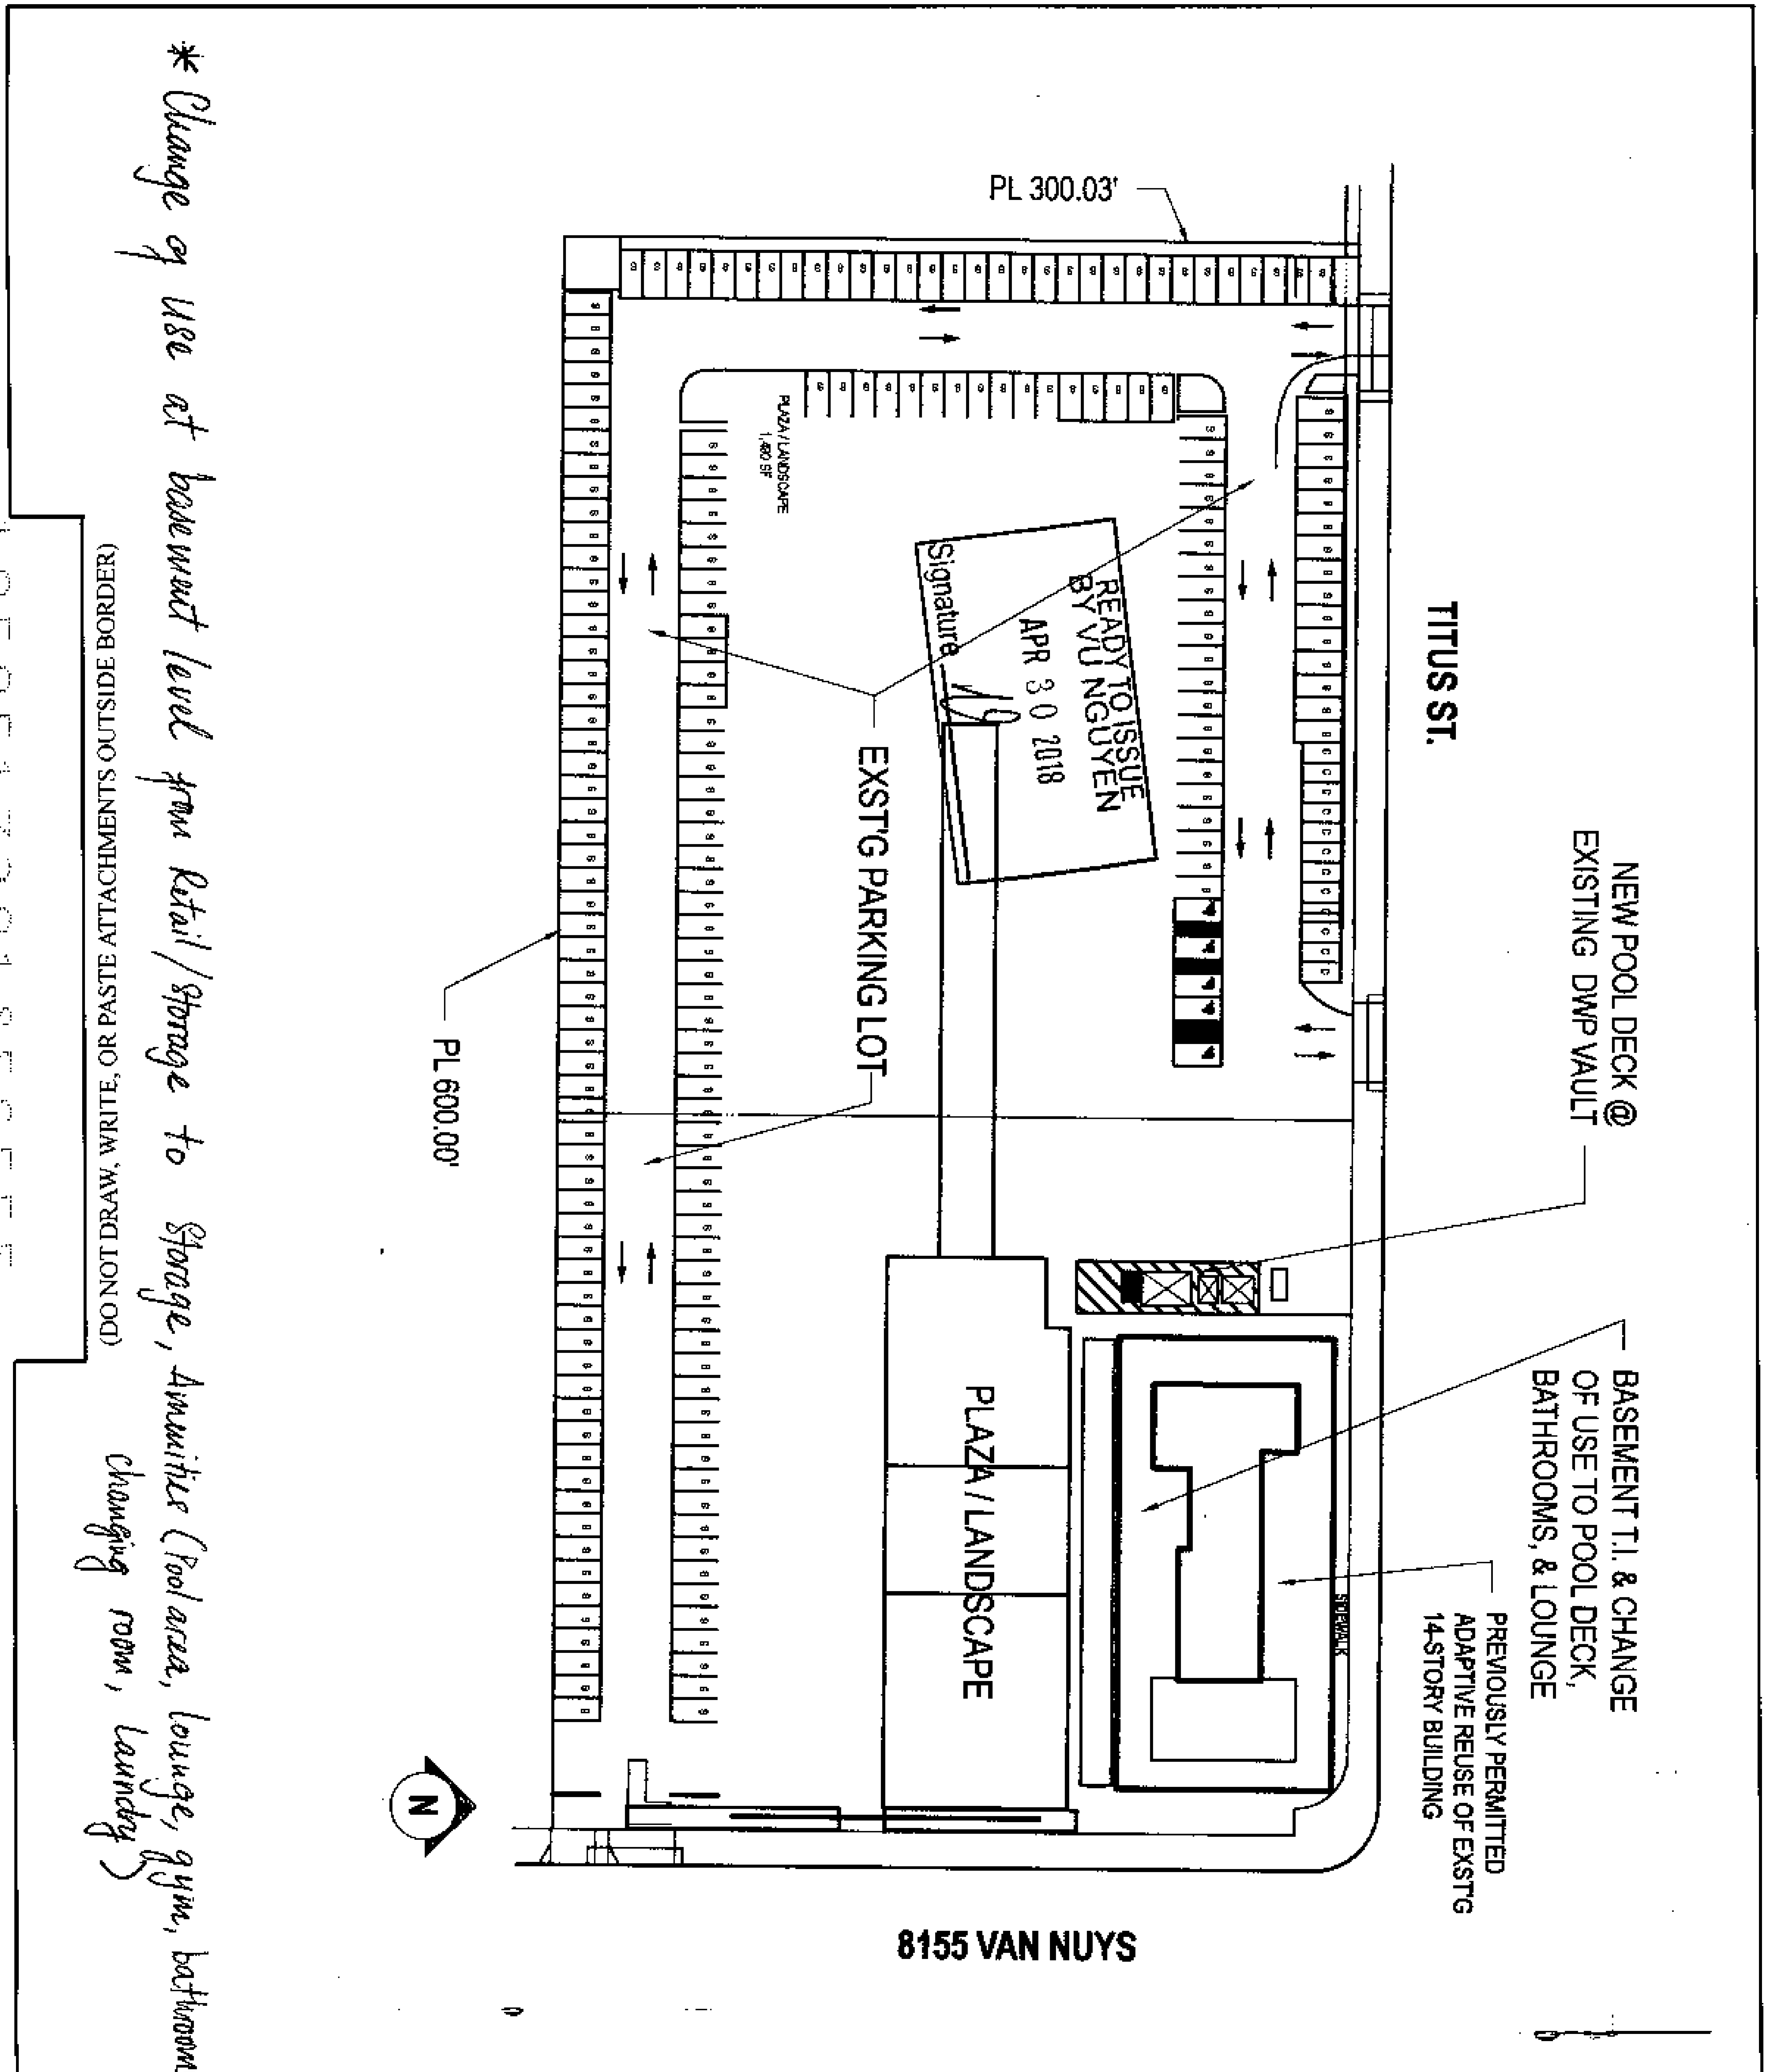 TITUS ST.
NEW POOL DECK @
EXISTING DWP VAULT
BASEMENT T.I. & CHANGE
OF USE TO POOL DECK,
BATHROOMS, & LOUNGE
PREVIOUSLY PERMITTED
ADAPTIVE REUSE OF EXST'G
14-STORY BUILDING
SIDEWALK
PL 300.03'
PLAZA / LANDSCAPE
1,490 SF
READY TO ISSUE
BY VU NGUYEN
APR 30 2018
Signature
EXST'G PARKING LOT
PLAZA / LANDSCAPE
PL 600.00'
N
8155 VAN NUYS
* Change of use at basement level from Retail/Storage to Storage, Amenities (Pool area, lounge, gym, bathroom,
changing room, laundry)
(DO NOT DRAW, WRITE, OR PASTE ATTACHMENTS OUTSIDE BORDER)